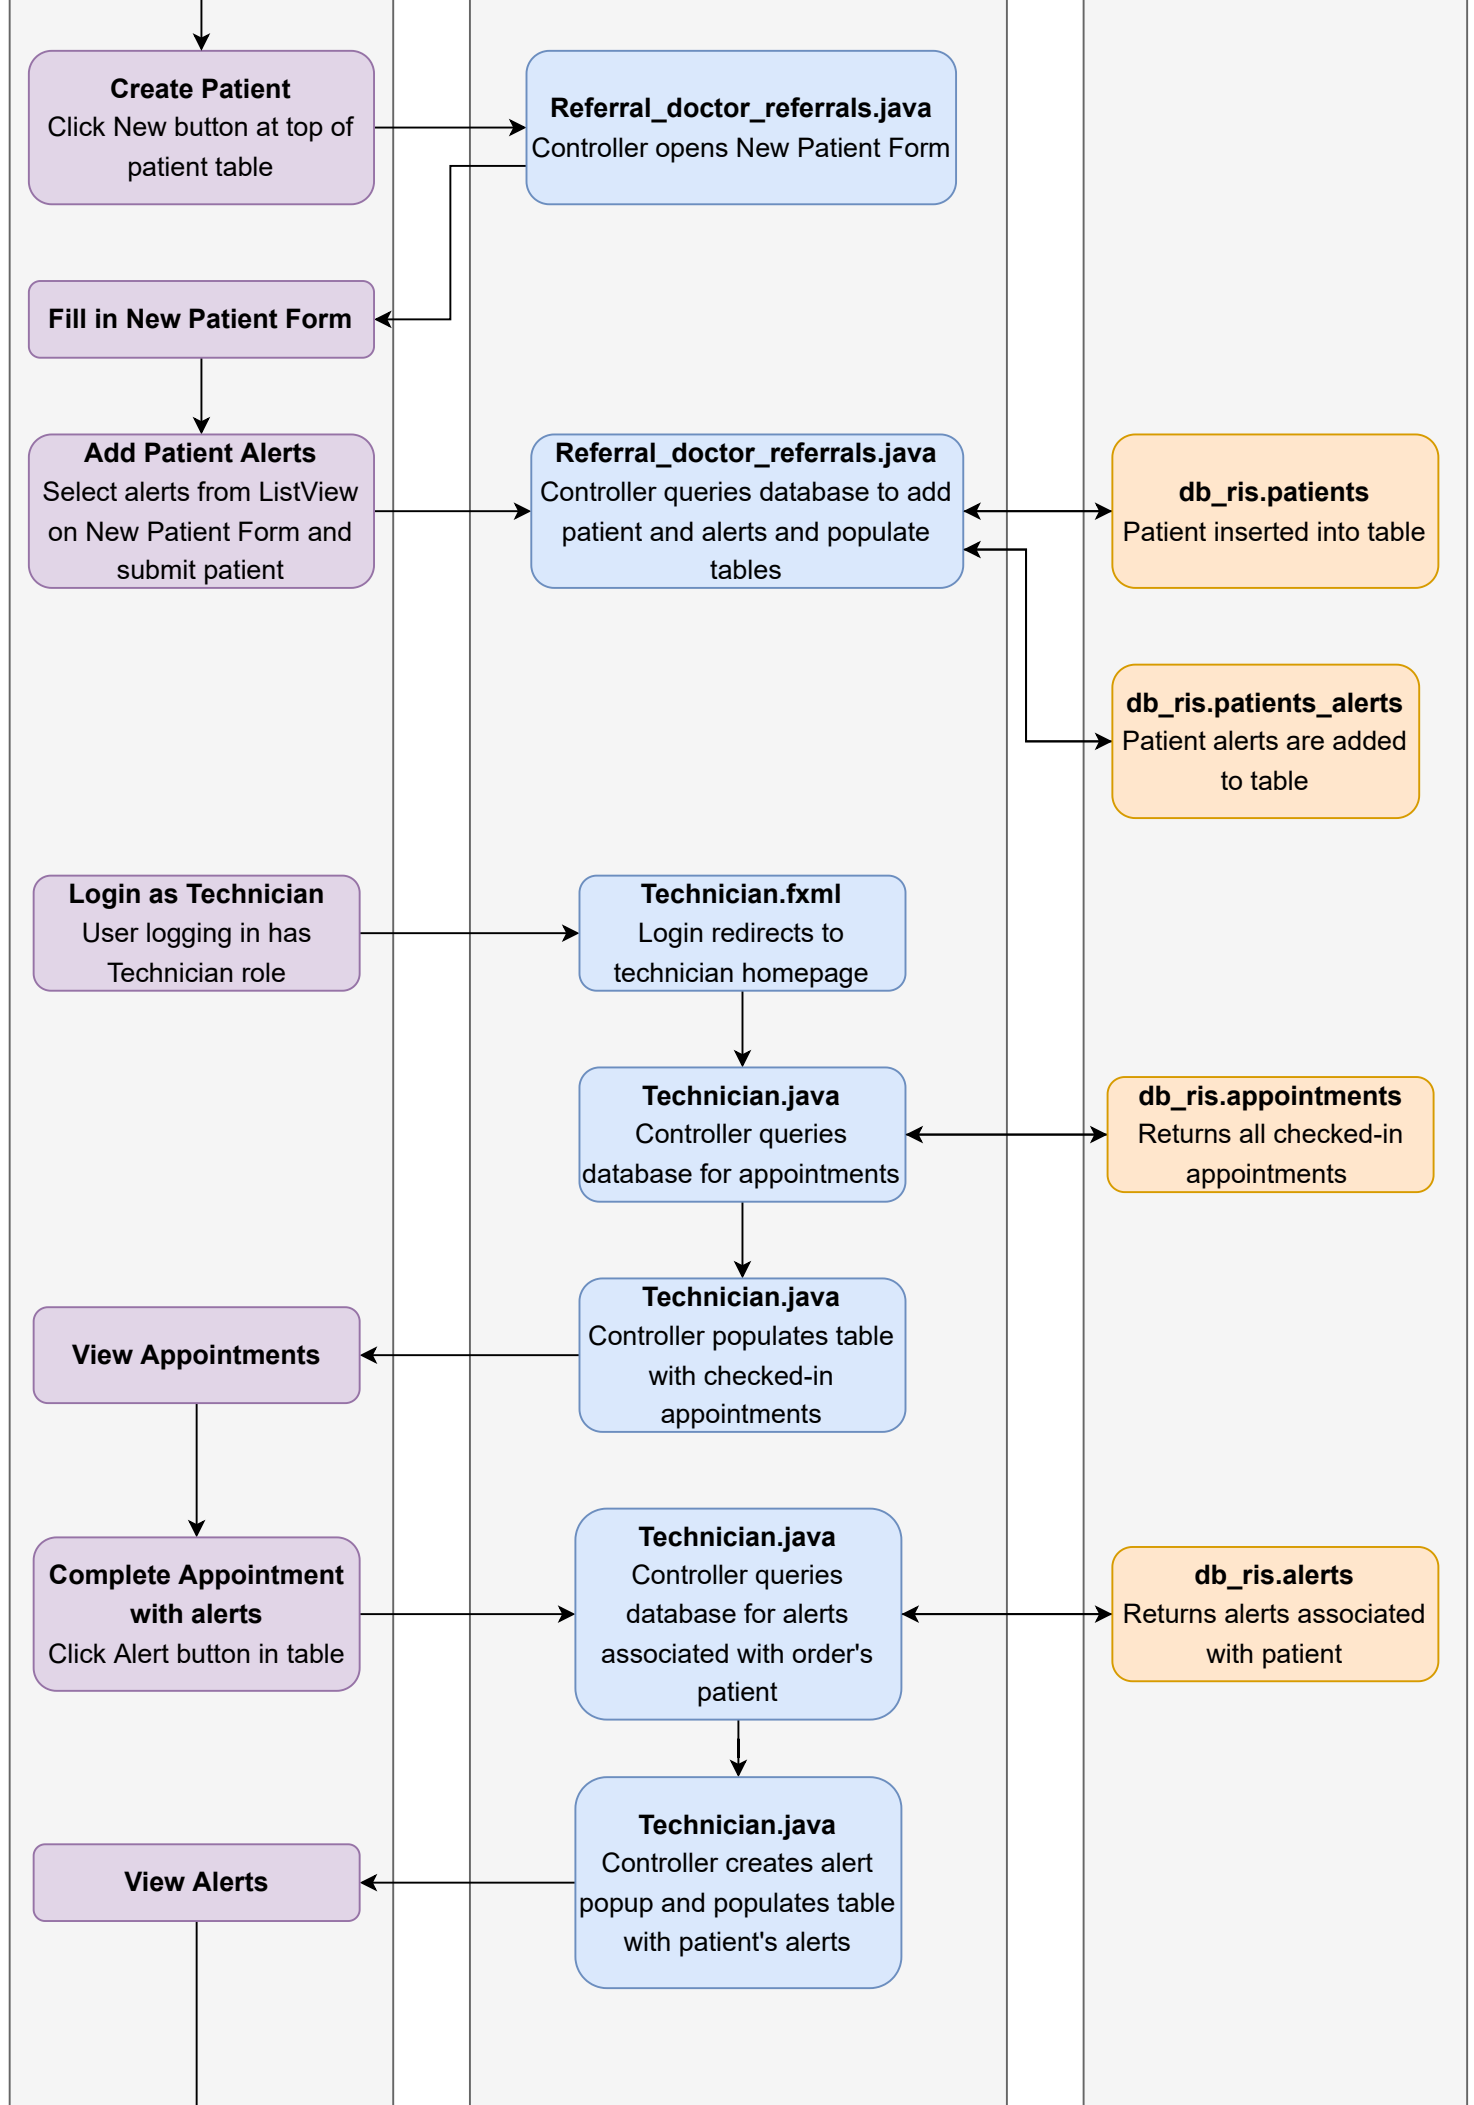 Create Patient
Click New button at top of
patient table
Referral_doctor_referrals.java
Controller opens New Patient Form
Fill in New Patient Form
Add Patient Alerts
Select alerts from ListView
on New Patient Form and
submit patient
Referral_doctor_referrals.java
Controller queries database to add
patient and alerts and populate
tables
db_ris.patients
Patient inserted into table
db_ris.patients_alerts
Patient alerts are added
to table
Login as Technician
User logging in has
Technician role
Technician.fxml
Login redirects to
technician homepage
Technician.java
Controller queries
database for appointments
db_ris.appointments
Returns all checked-in
appointments
Technician.java
Controller populates table
with checked-in
appointments
View Appointments
Complete Appointment
with alerts
Click Alert button in table
Technician.java
Controller queries
database for alerts
associated with order's
patient
db_ris.alerts
Returns alerts associated
with patient
Technician.java
Controller creates alert
popup and populates table
with patient's alerts
View Alerts